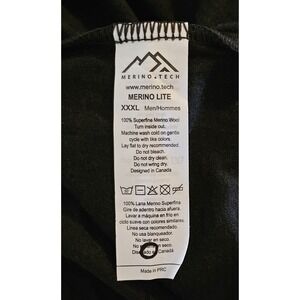 MERINO.TECH
www.merino.tech
MERINO LITE
XXXL Men/Hommes
100% Superfine Merino Wool
Turn inside out.
Machine wash cold on gentle
cycle with like colors.
Lay flat to dry recommended.
Do not bleach.
Do not dry clean.
Do not wring dry.
Designed in Canada
100% Lana Merino Superfina
Gire de adentro hacia afuera.
Lavar a máquina en frío en
ciclo suave con colores similares.
Línea seca recomendado.
No usa blanqueador.
No lavar en seco.
No en seco.
en Canada
Made in PRC